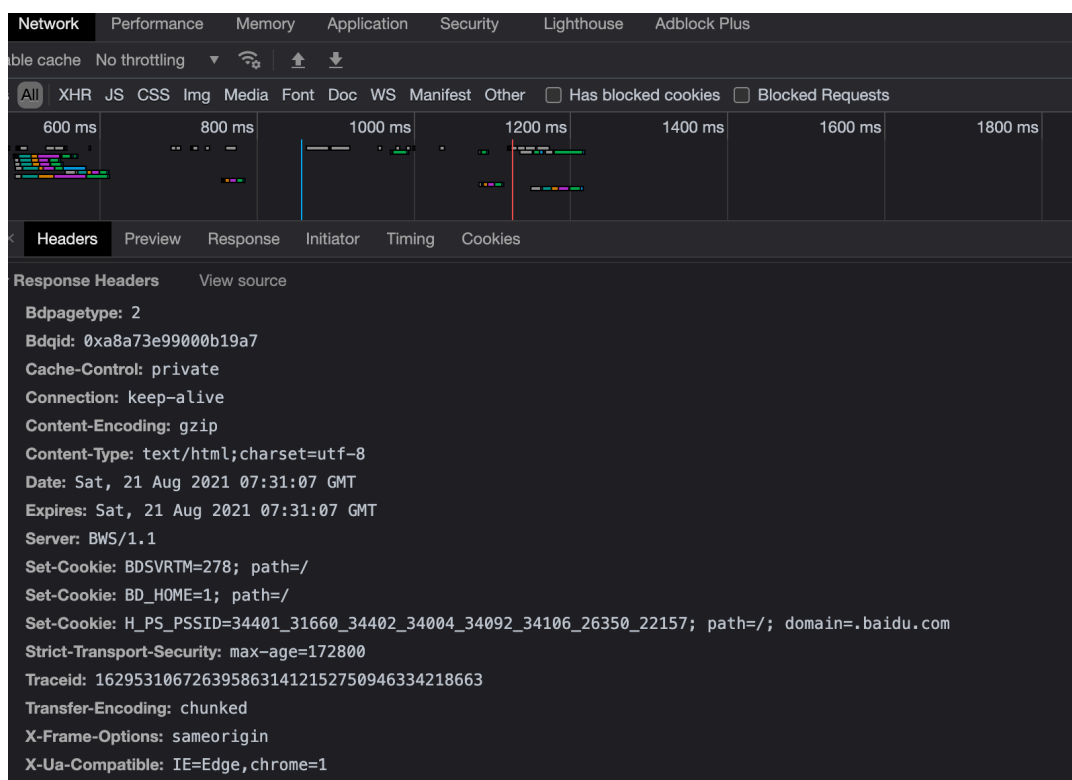 Network Performance Memory Application Security Lighthouse Adblock Plus
able cache No throttling
All XHR JS CSS Img Media Font Doc WS Manifest Other Has blocked cookies Blocked Requests
600 ms 800 ms 1000 ms 1200 ms 1400 ms 1600 ms 1800 ms
Headers Preview Response Initiator Timing Cookies
Response Headers View source
Bdpagetype: 2
Bdqid: 0xa8a73e99000b19a7
Cache-Control: private
Connection: keep-alive
Content-Encoding: gzip
Content-Type: text/html;charset=utf-8
Date: Sat, 21 Aug 2021 07:31:07 GMT
Expires: Sat, 21 Aug 2021 07:31:07 GMT
Server: BWS/1.1
Set-Cookie: BDSVRTM=278; path=/
Set-Cookie: BD_HOME=1; path=/
Set-Cookie: H_PS_PSSID=34401_31660_34402_34004_34092_34106_26350_22157; path=/; domain=.baidu.com
Strict-Transport-Security: max-age=172800
Traceid: 1629531067263958631412152750946334218663
Transfer-Encoding: chunked
X-Frame-Options: sameorigin
X-Ua-Compatible: IE=Edge,chrome=1